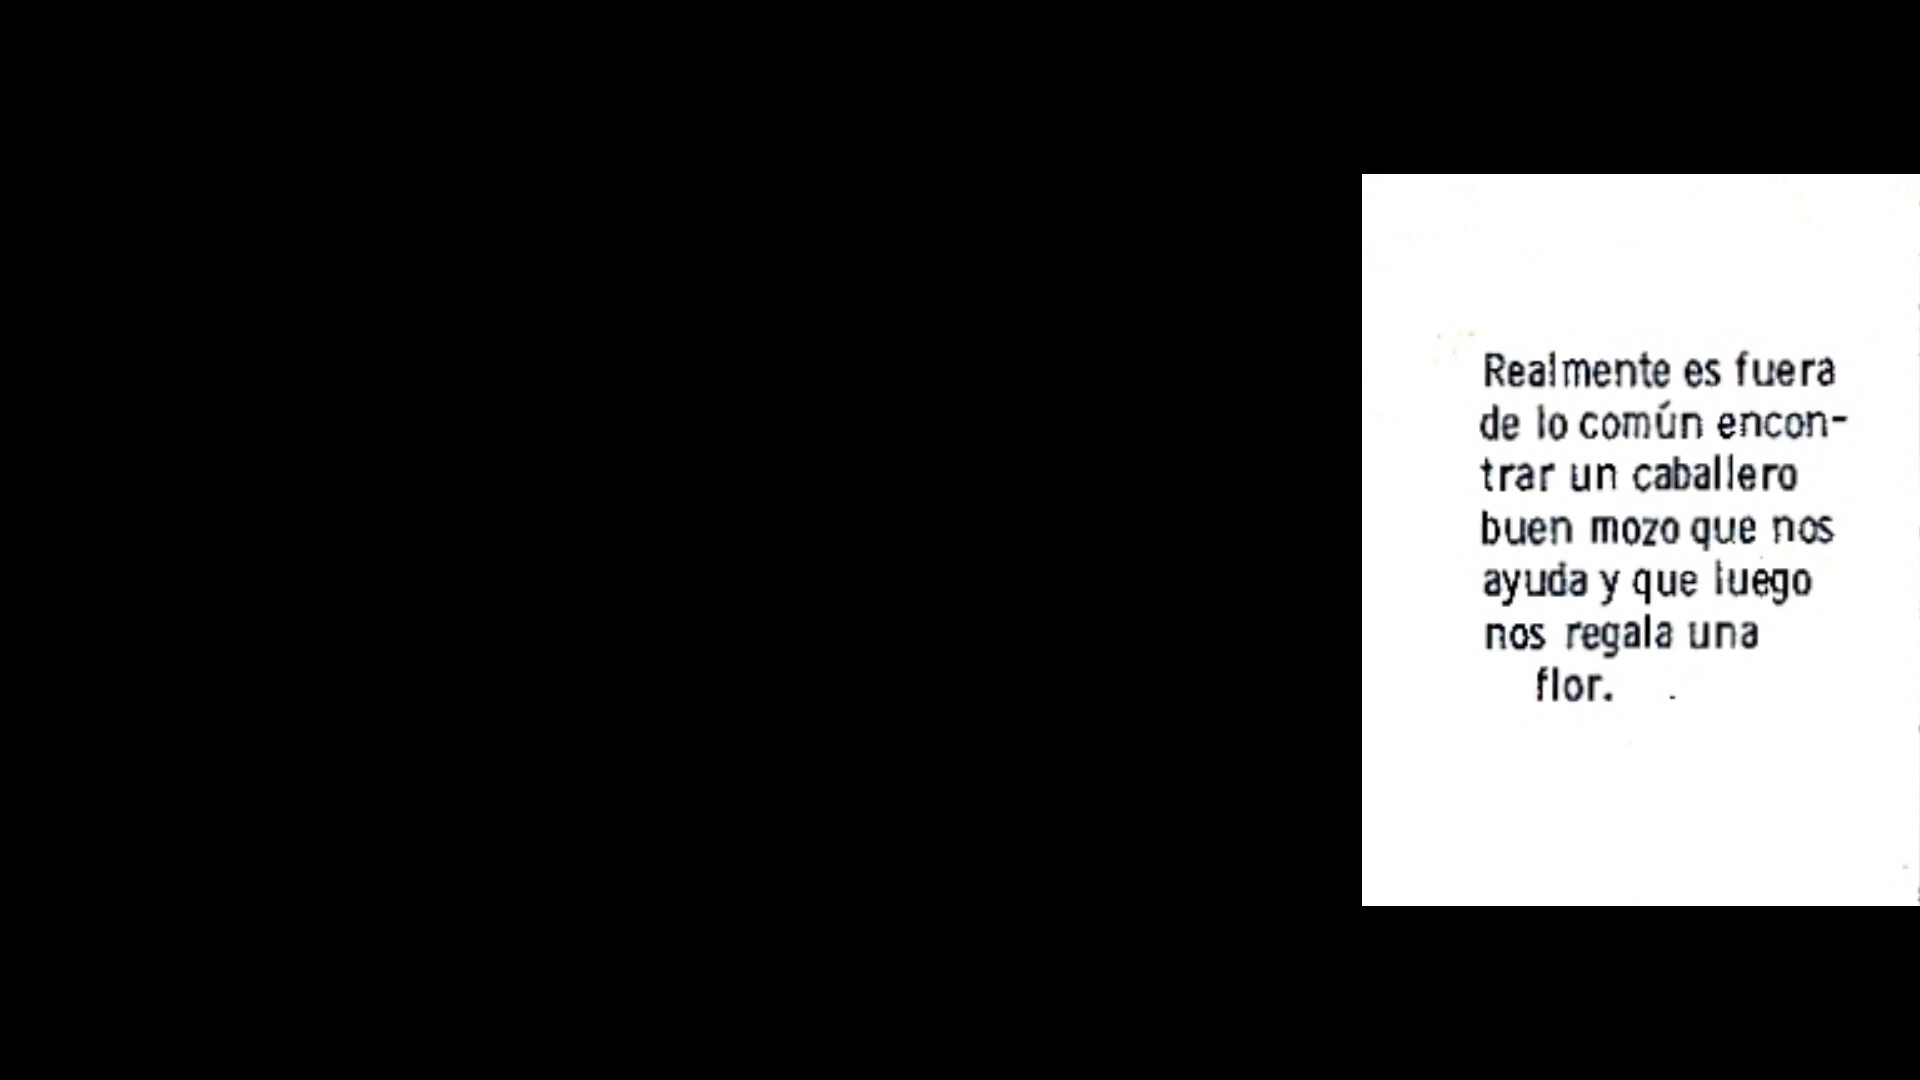 Realmente es fuera
de lo común encon-
trar un caballero
buen mozo que nos
ayuda y que luego
nos regala una
flor.